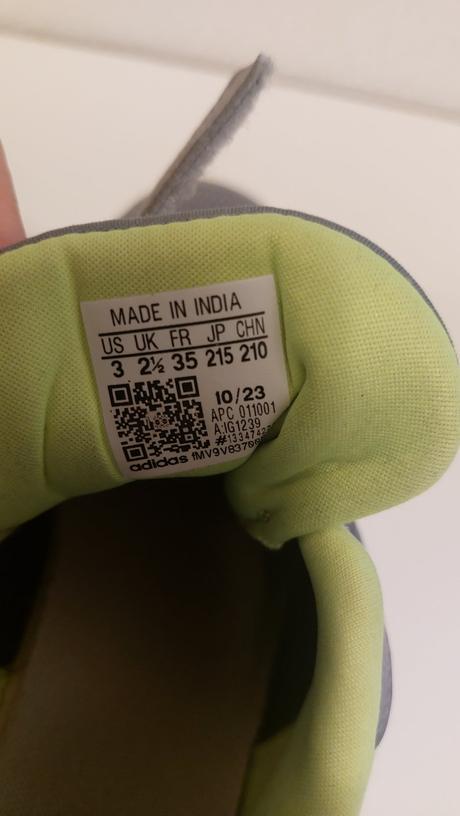 MADE IN INDIA
US UK FR JP CHN
3 2½ 35 215 210
10/23
APC 011001
A:IG1239
adidas